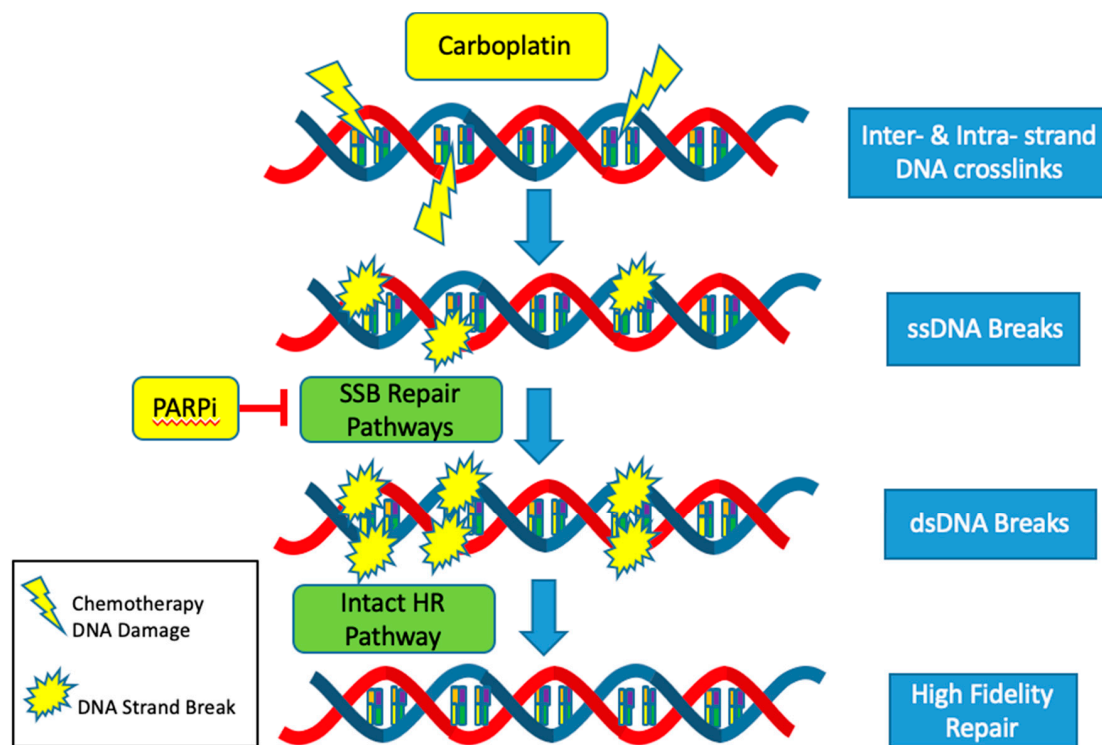 Carboplatin
Inter- & Intra- strand
DNA crosslinks
ssDNA Breaks
PARPi
SSB Repair
Pathways
dsDNA Breaks
Chemotherapy
DNA Damage
DNA Strand Break
Intact HR
Pathway
High Fidelity
Repair